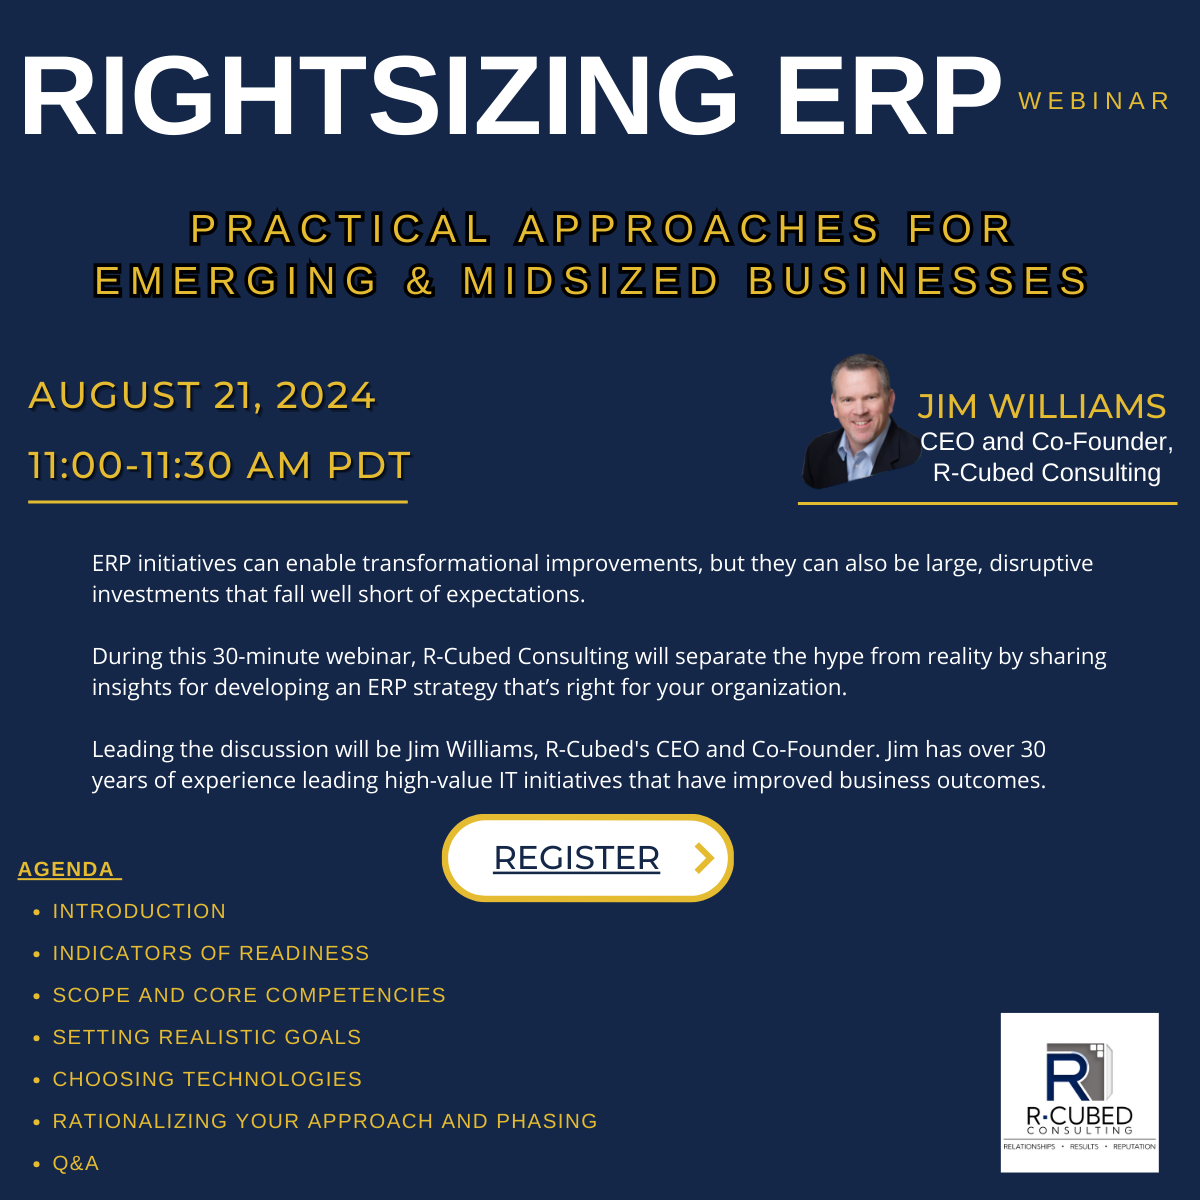 RIGHTSIZING ERP WEBINAR
PRACTICAL APPROACHES FOR
EMERGING & MIDSIZED BUSINESSES
AUGUST 21, 2024
11:00-11:30 AM PDT
JIM WILLIAMS
CEO and Co-Founder,
R-Cubed Consulting
ERP initiatives can enable transformational improvements, but they can also be large, disruptive
investments that fall well short of expectations.
During this 30-minute webinar, R-Cubed Consulting will separate the hype from reality by sharing
insights for developing an ERP strategy that’s right for your organization.
Leading the discussion will be Jim Williams, R-Cubed's CEO and Co-Founder. Jim has over 30
years of experience leading high-value IT initiatives that have improved business outcomes.
REGISTER
AGENDA
• INTRODUCTION
• INDICATORS OF READINESS
• SCOPE AND CORE COMPETENCIES
• SETTING REALISTIC GOALS
• CHOOSING TECHNOLOGIES
• RATIONALIZING YOUR APPROACH AND PHASING
• Q&A
R
R·CUBED
CONSULTING
RELATIONSHIPS • RESULTS • REPUTATION